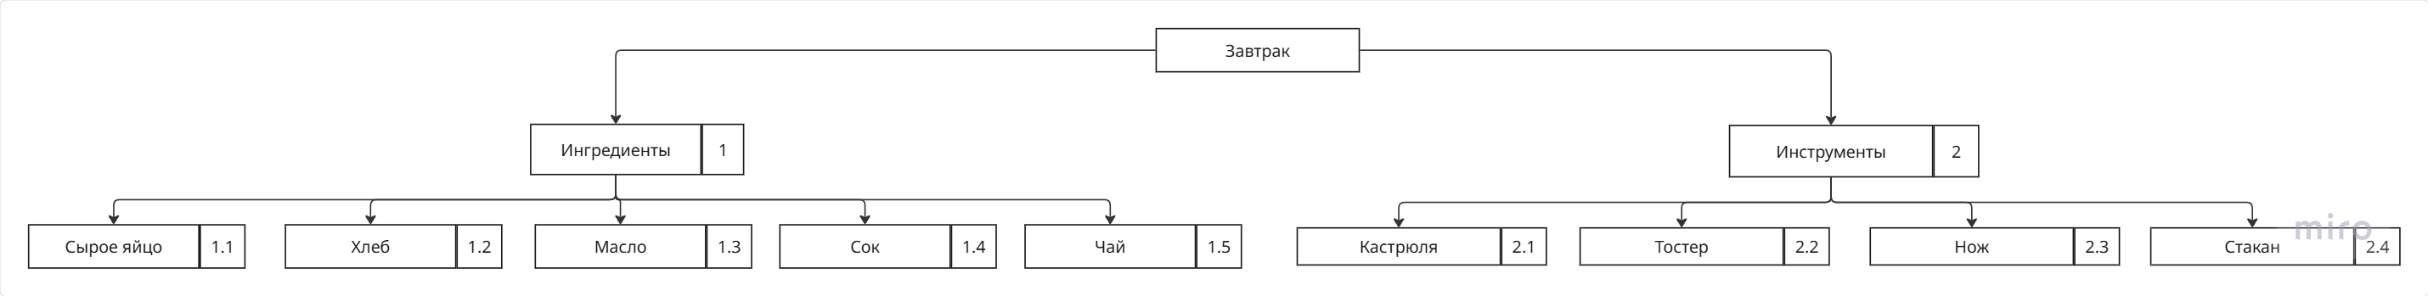 Завтрак
Ингредиенты 1
Инструменты 2
Сырое яйцо 1.1
Хлеб 1.2
Масло 1.3
Сок 1.4
Чай 1.5
Кастрюля 2.1
Тостер 2.2
Нож 2.3
Стакан 2.4
miro